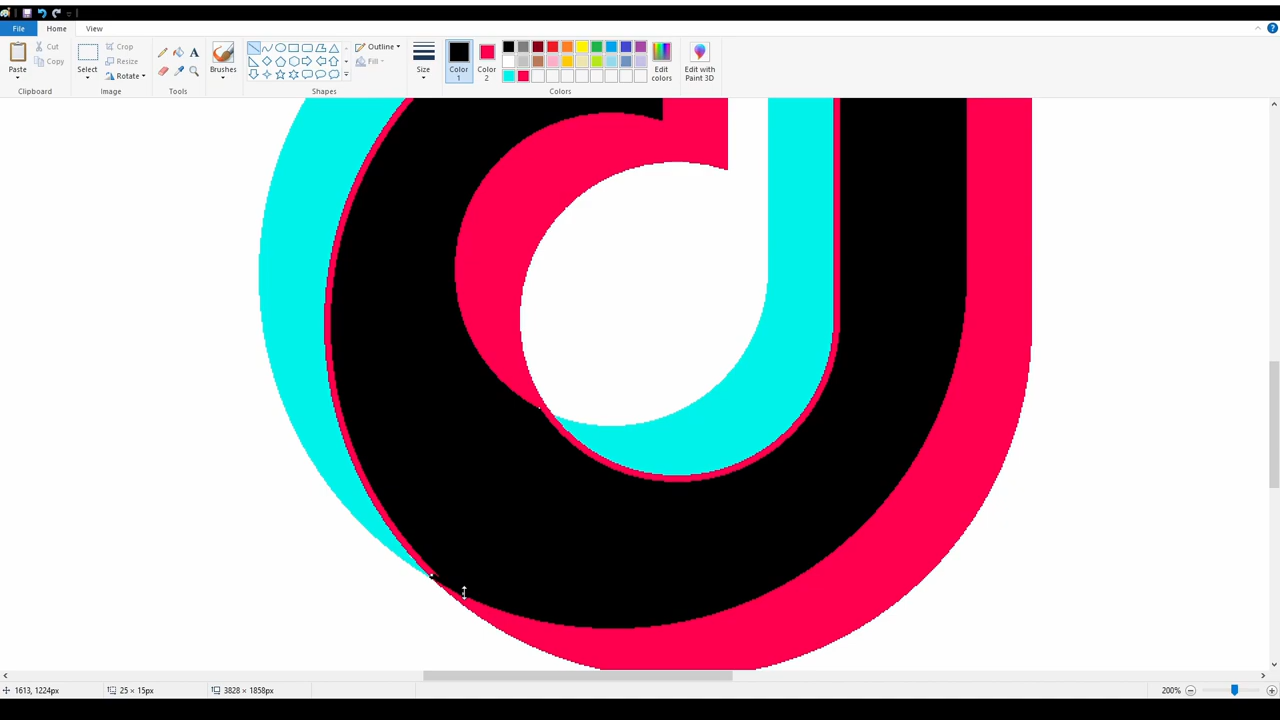 File Home View
Paste Cut Copy Clipboard
Select Crop Resize Rotate Image
Tools
Brushes
Outline Fill Shapes
Size
Color 1 Color 2 Edit colors Colors
Edit with Paint 3D
1613, 1224px 25 × 15px 3828 × 1858px 200%